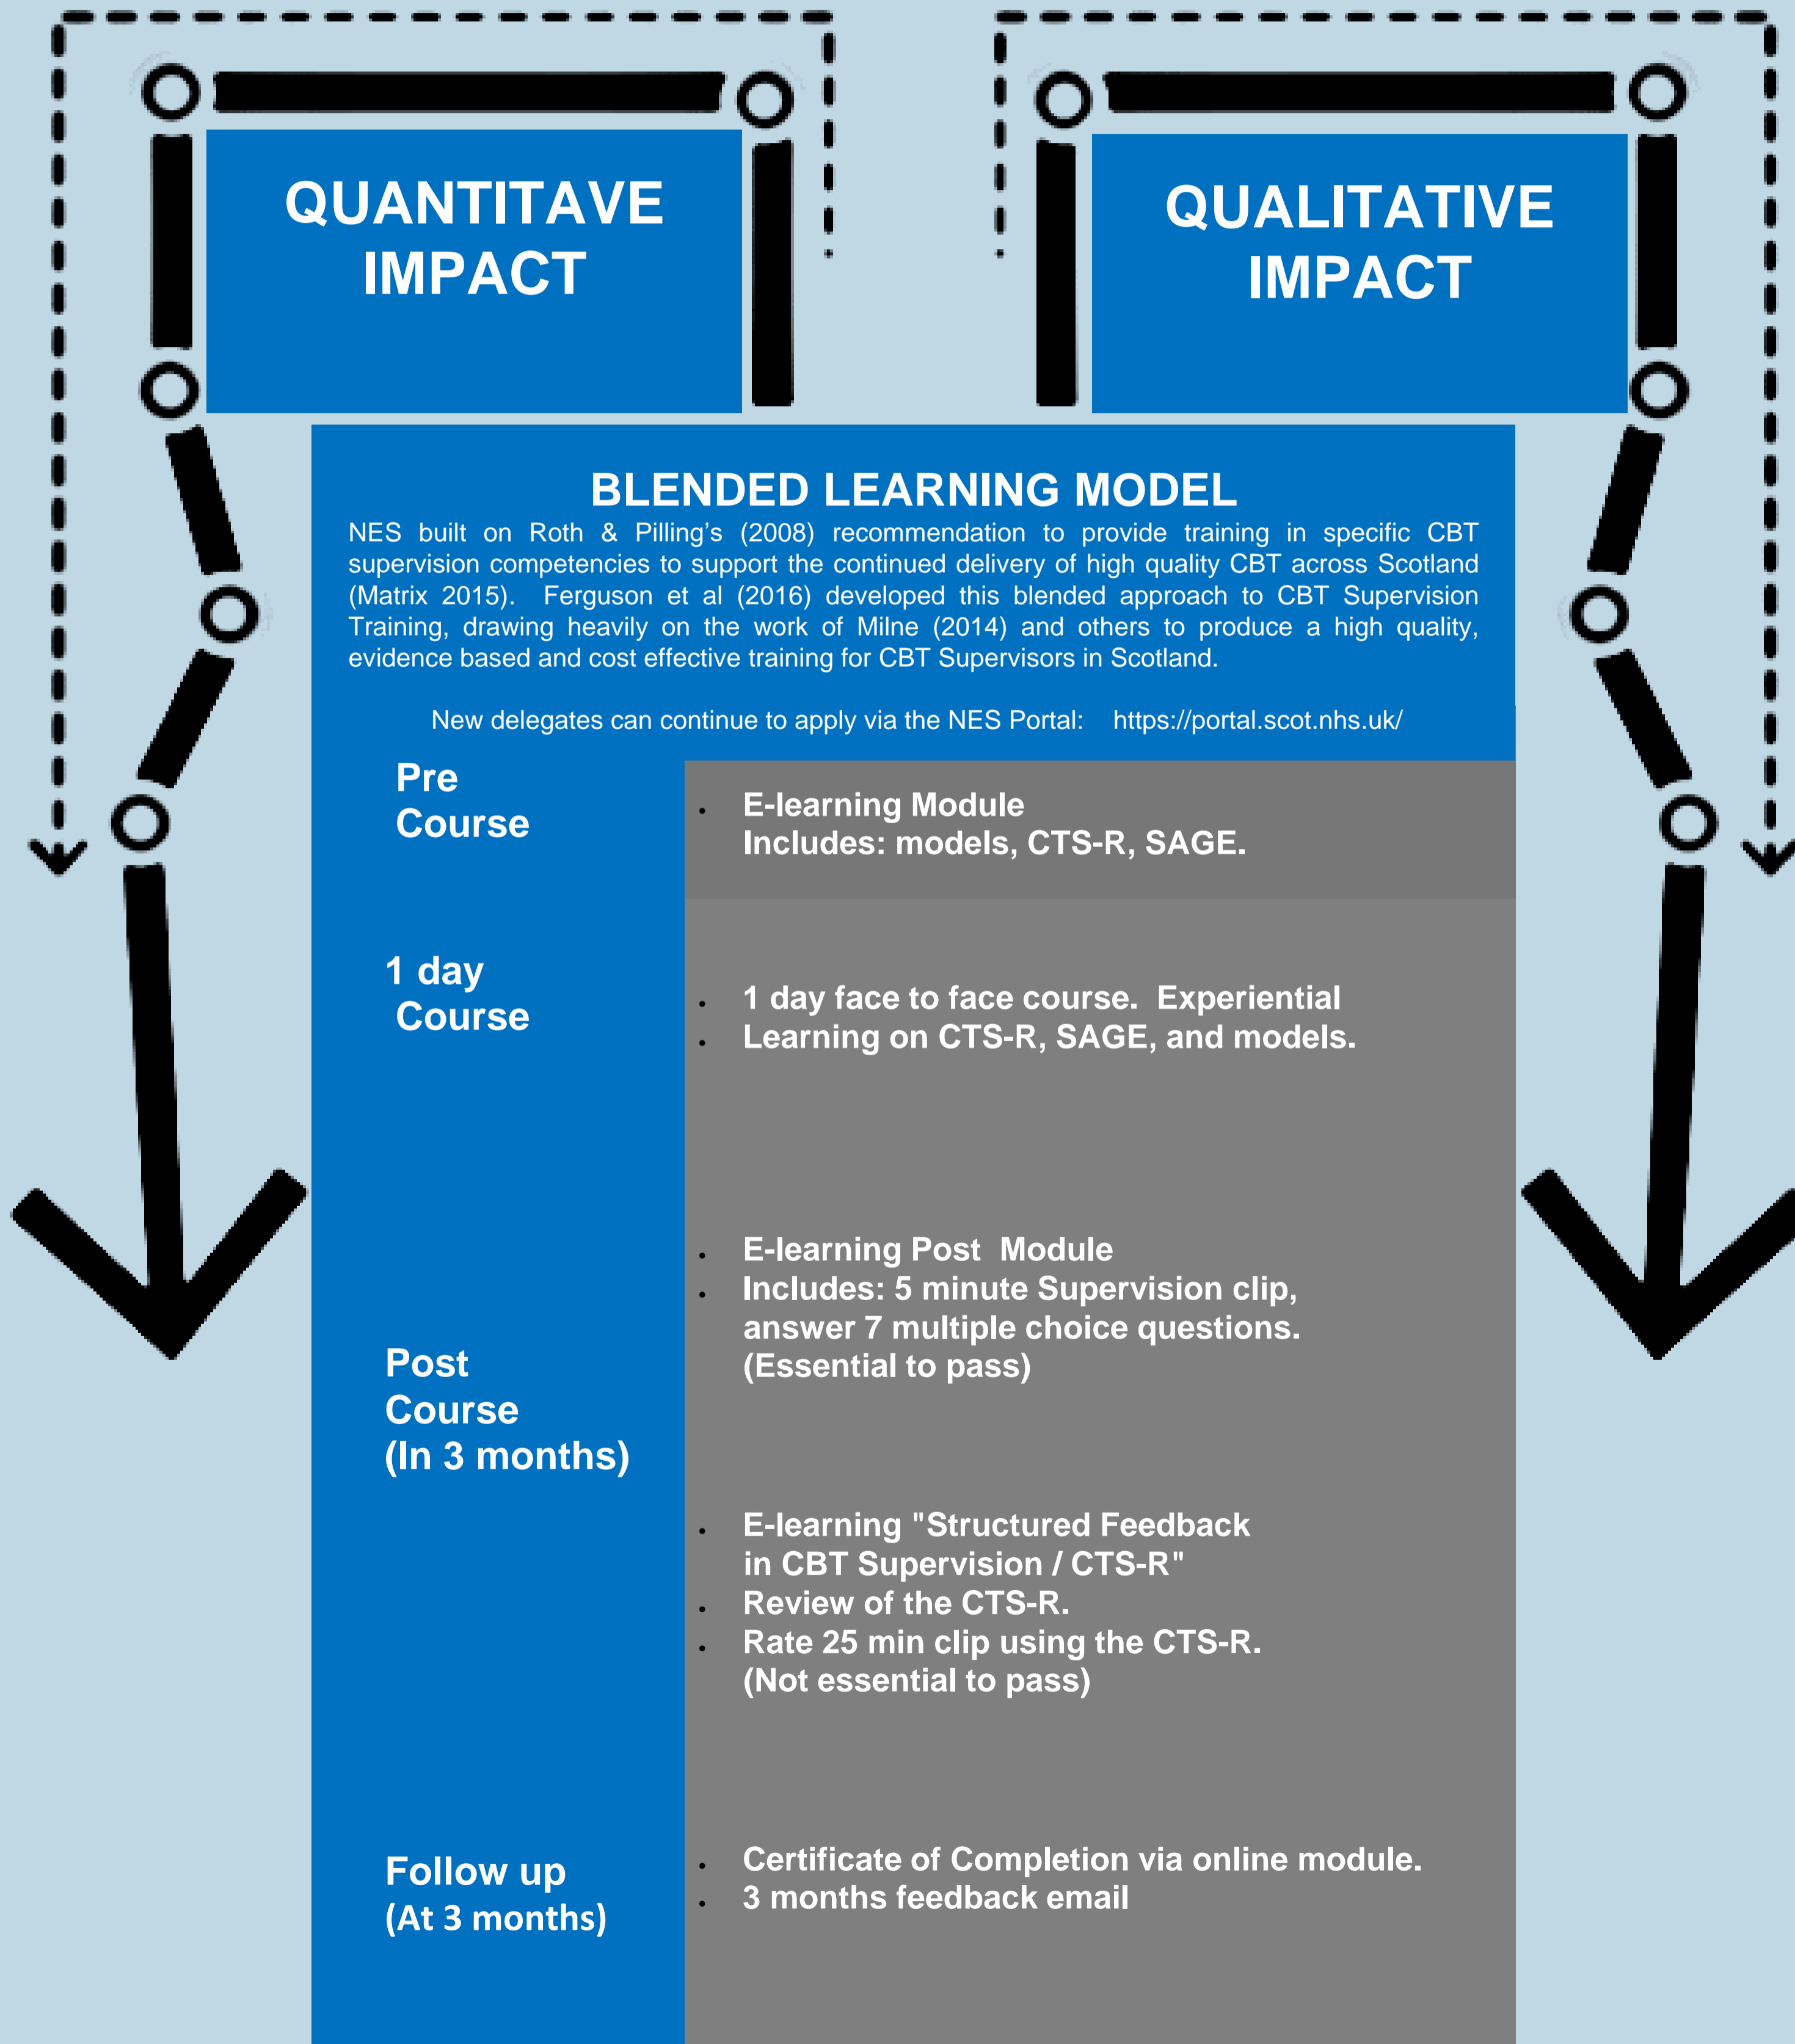 QUANTITAVE
IMPACT
QUALITATIVE
IMPACT
BLENDED LEARNING MODEL
NES built on Roth & Pilling's (2008) recommendation to provide training in specific CBT
supervision competencies to support the continued delivery of high quality CBT across Scotland
(Matrix 2015). Ferguson et al (2016) developed this blended approach to CBT Supervision
Training, drawing heavily on the work of Milne (2014) and others to produce a high quality,
evidence based and cost effective training for CBT Supervisors in Scotland.
New delegates can continue to apply via the NES Portal: https://portal.scot.nhs.uk/
Pre
Course
• E-learning Module
Includes: models, CTS-R, SAGE.
1 day
Course
• 1 day face to face course. Experiential
• Learning on CTS-R, SAGE, and models.
Post
Course
(In 3 months)
• E-learning Post Module
• Includes: 5 minute Supervision clip,
answer 7 multiple choice questions.
(Essential to pass)
• E-learning "Structured Feedback
in CBT Supervision / CTS-R"
• Review of the CTS-R.
• Rate 25 min clip using the CTS-R.
(Not essential to pass)
Follow up
(At 3 months)
• Certificate of Completion via online module.
• 3 months feedback email